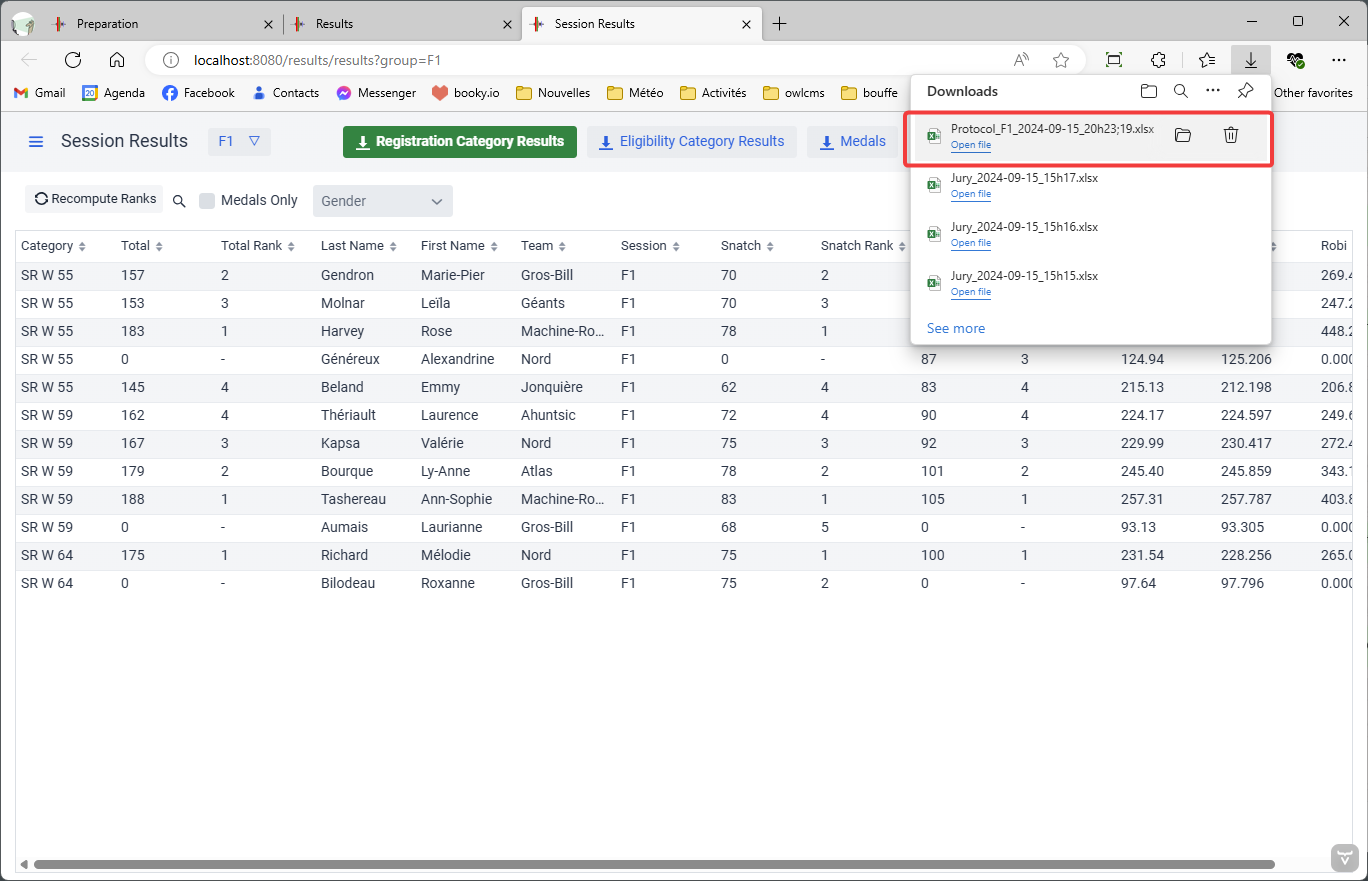 Preparation
Results
Session Results
localhost:8080/results/results?group=F1
Gmail 20 Agenda Facebook Contacts Messenger booky.io Nouvelles Météo Activités owlcms bouffe Other favorites
Downloads
Protocol_F1_2024-09-15_20h23;19.xlsx
Open file
Jury_2024-09-15_15h17.xlsx
Open file
Jury_2024-09-15_15h16.xlsx
Open file
Jury_2024-09-15_15h15.xlsx
Open file
See more
Session Results F1 Registration Category Results Eligibility Category Results Medals
Recompute Ranks Medals Only Gender
Category Total Total Rank Last Name First Name Team Session Snatch Snatch Rank Robi
SR W 55 157 2 Gendron Marie-Pier Gros-Bill F1 70 2 269.4
SR W 55 153 3 Molnar Leïla Géants F1 70 3 247.2
SR W 55 183 1 Harvey Rose Machine-Ro... F1 78 1 448.2
SR W 55 0 - Généreux Alexandrine Nord F1 0 - 87 3 124.94 125.206 0.000
SR W 55 145 4 Beland Emmy Jonquière F1 62 4 83 4 215.13 212.198 206.8
SR W 59 162 4 Thériault Laurence Ahuntsic F1 72 4 90 4 224.17 224.597 249.6
SR W 59 167 3 Kapsa Valérie Nord F1 75 3 92 3 229.99 230.417 272.4
SR W 59 179 2 Bourque Ly-Anne Atlas F1 78 2 101 2 245.40 245.859 343.1
SR W 59 188 1 Tashereau Ann-Sophie Machine-Ro... F1 83 1 105 1 257.31 257.787 403.8
SR W 59 0 - Aumais Laurianne Gros-Bill F1 68 5 0 - 93.13 93.305 0.000
SR W 64 175 1 Richard Mélodie Nord F1 75 1 100 1 231.54 228.256 265.0
SR W 64 0 - Bilodeau Roxanne Gros-Bill F1 75 2 0 - 97.64 97.796 0.000